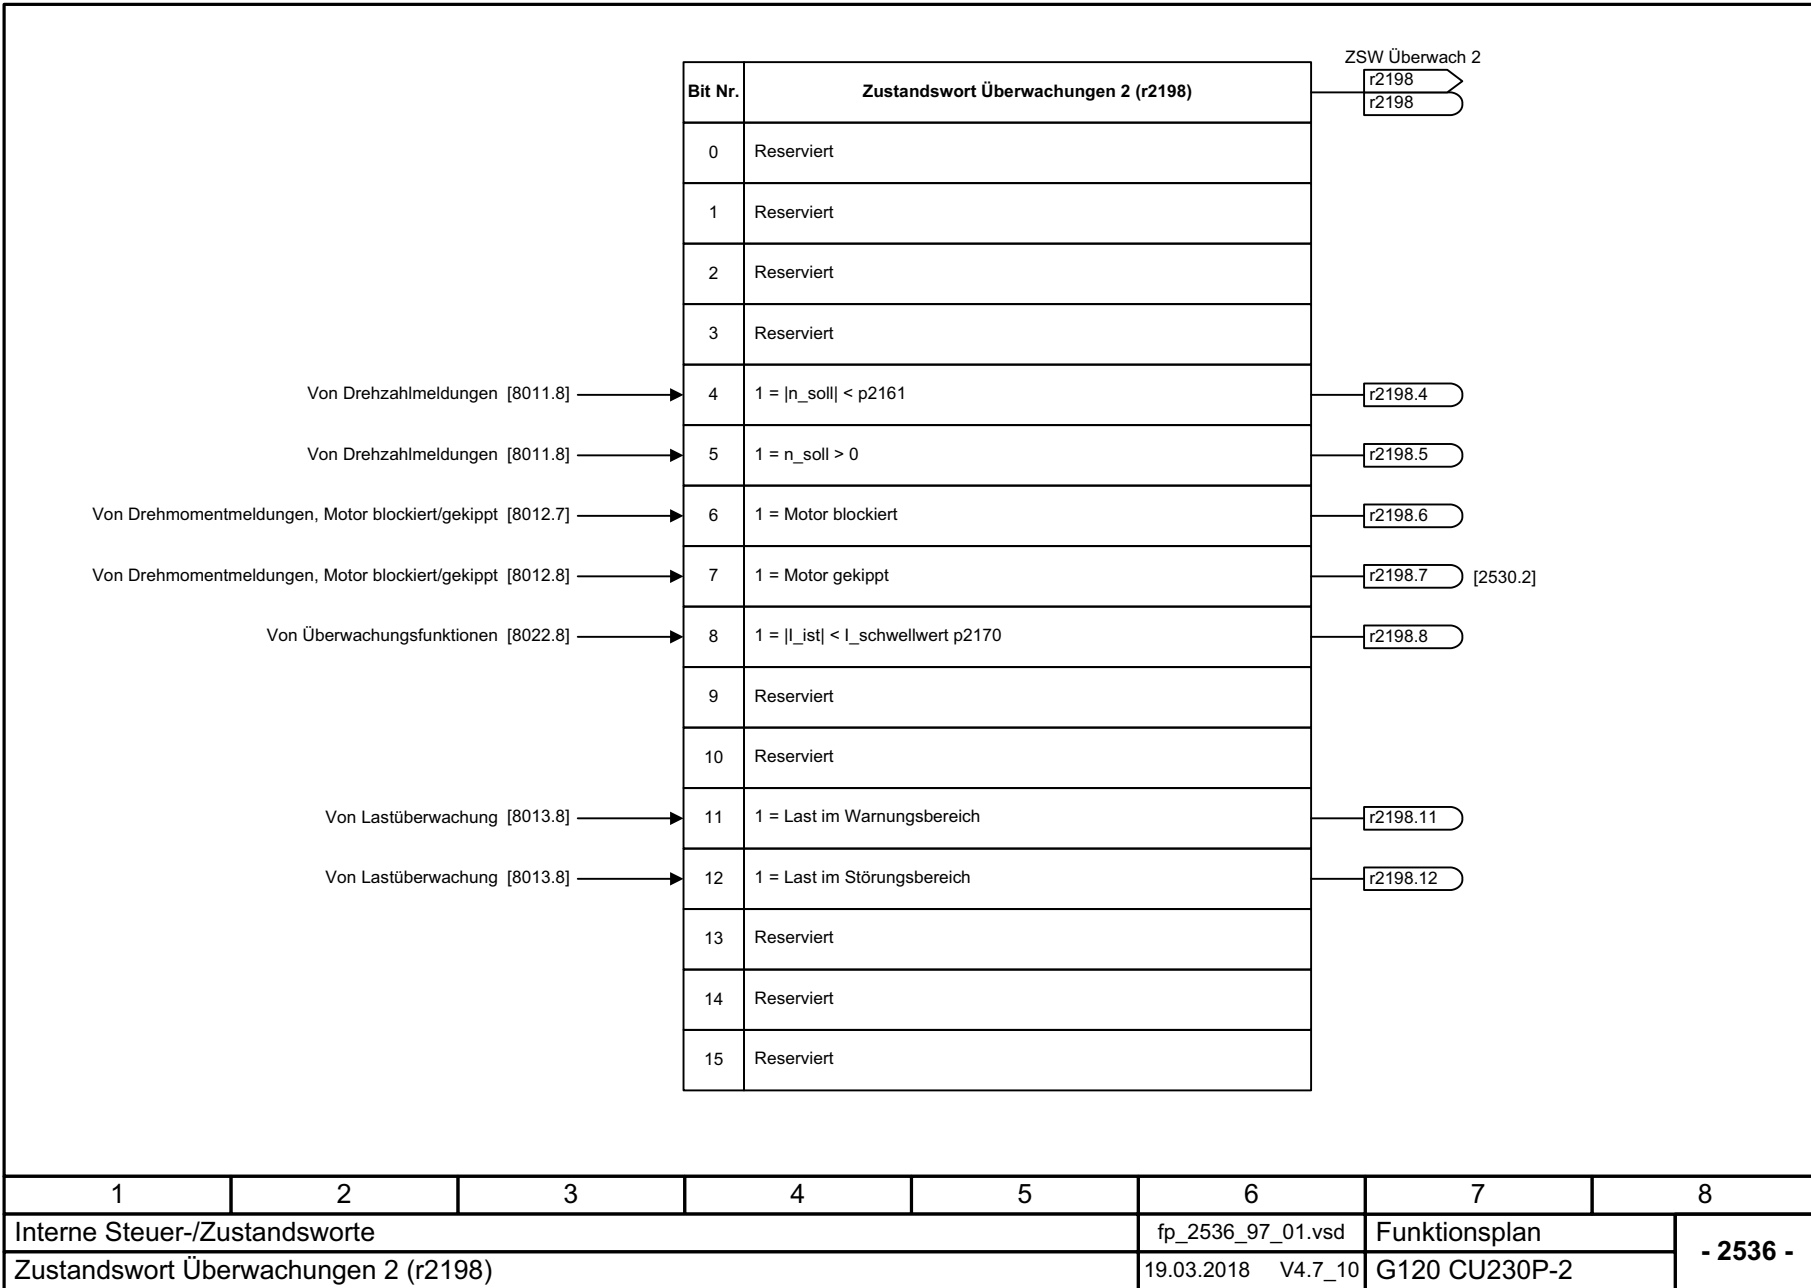 ZSW Überwach 2
Bit Nr. Zustandswort Überwachungen 2 (r2198) r2198
r2198
0 Reserviert
1 Reserviert
2 Reserviert
3 Reserviert
Von Drehzahlmeldungen [8011.8] 4 1 = |n_soll| < p2161 r2198.4
Von Drehzahlmeldungen [8011.8] 5 1 = n_soll > 0 r2198.5
Von Drehmomentmeldungen, Motor blockiert/gekippt [8012.7] 6 1 = Motor blockiert r2198.6
Von Drehmomentmeldungen, Motor blockiert/gekippt [8012.8] 7 1 = Motor gekippt r2198.7 [2530.2]
Von Überwachungsfunktionen [8022.8] 8 1 = |I_ist| < I_schwellwert p2170 r2198.8
9 Reserviert
10 Reserviert
Von Lastüberwachung [8013.8] 11 1 = Last im Warnungsbereich r2198.11
Von Lastüberwachung [8013.8] 12 1 = Last im Störungsbereich r2198.12
13 Reserviert
14 Reserviert
15 Reserviert
1 2 3 4 5 6 7 8
Interne Steuer-/Zustandsworte fp_2536_97_01.vsd Funktionsplan - 2536 -
Zustandswort Überwachungen 2 (r2198) 19.03.2018 V4.7_10 G120 CU230P-2